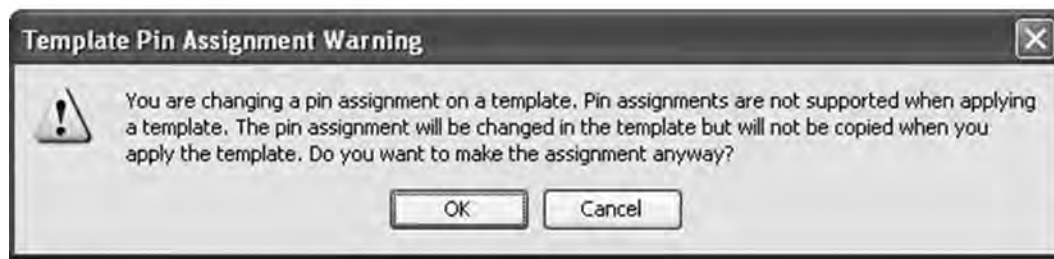 Template Pin Assignment Warning
You are changing a pin assignment on a template. Pin assignments are not supported when applying
a template. The pin assignment will be changed in the template but will not be copied when you
apply the template. Do you want to make the assignment anyway?
OK Cancel